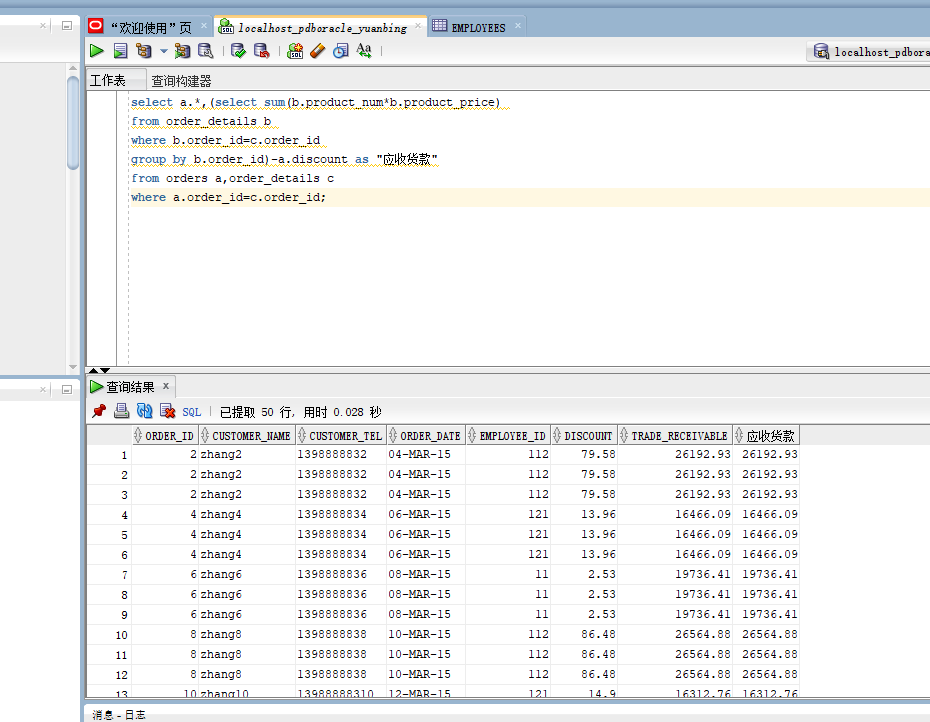 “欢迎使用”页 localhost_pdboracle_yuanbing EMPLOYEES
localhost_pdbora
工作表 查询构建器
select a.*,(select sum(b.product_num*b.product_price)
from order_details b
where b.order_id=c.order_id
group by b.order_id)-a.discount as "应收货款"
from orders a,order_details c
where a.order_id=c.order_id;
查询结果
SQL 已提取 50 行, 用时 0.028 秒
ORDER_ID CUSTOMER_NAME CUSTOMER_TEL ORDER_DATE EMPLOYEE_ID DISCOUNT TRADE_RECEIVABLE 应收货款
1 2 zhang2 1398888832 04-MAR-15 112 79.58 26192.93 26192.93
2 2 zhang2 1398888832 04-MAR-15 112 79.58 26192.93 26192.93
3 2 zhang2 1398888832 04-MAR-15 112 79.58 26192.93 26192.93
4 4 zhang4 1398888834 06-MAR-15 121 13.96 16466.09 16466.09
5 4 zhang4 1398888834 06-MAR-15 121 13.96 16466.09 16466.09
6 4 zhang4 1398888834 06-MAR-15 121 13.96 16466.09 16466.09
7 6 zhang6 1398888836 08-MAR-15 11 2.53 19736.41 19736.41
8 6 zhang6 1398888836 08-MAR-15 11 2.53 19736.41 19736.41
9 6 zhang6 1398888836 08-MAR-15 11 2.53 19736.41 19736.41
10 8 zhang8 1398888838 10-MAR-15 112 86.48 26564.88 26564.88
11 8 zhang8 1398888838 10-MAR-15 112 86.48 26564.88 26564.88
12 8 zhang8 1398888838 10-MAR-15 112 86.48 26564.88 26564.88
13 10 zhang10 13988888310 12-MAR-15 121 14.9 16312.76 16312.76
消息 - 日志